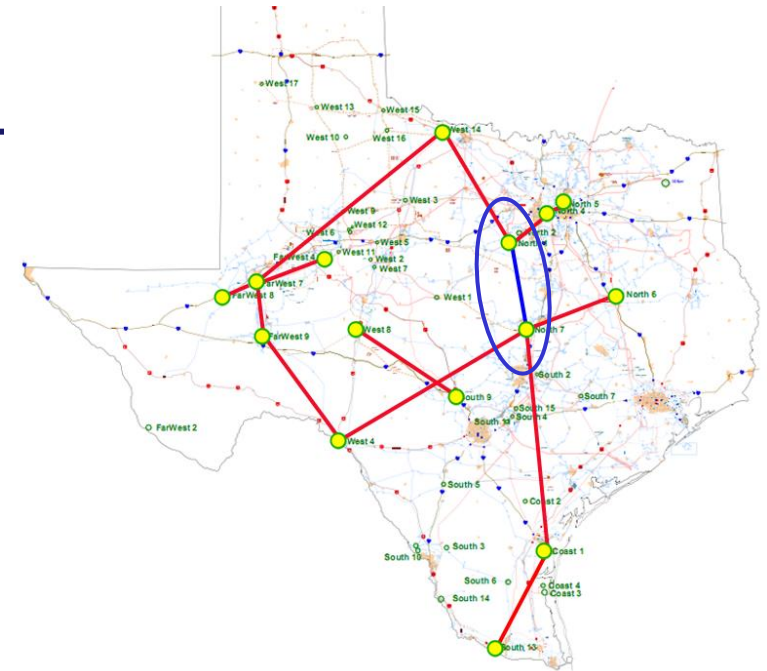 West 17
West 13
West 15
West 14
West 10
West 16
West 3
North 5
North 4
West 9
West 12
West 6
North 2
West 5
North 1
West 11
FarWest 4
West 2
West 7
FarWest 7
FarWest 8
West 1
North 6
FarWest 9
West 8
North 7
South 2
South 9
South 7
South 15
South 4
FarWest 2
West 4
South 5
Coast 2
South 3
Coast 1
South 10
South 6
Coast 4
Coast 3
South 14
South 13